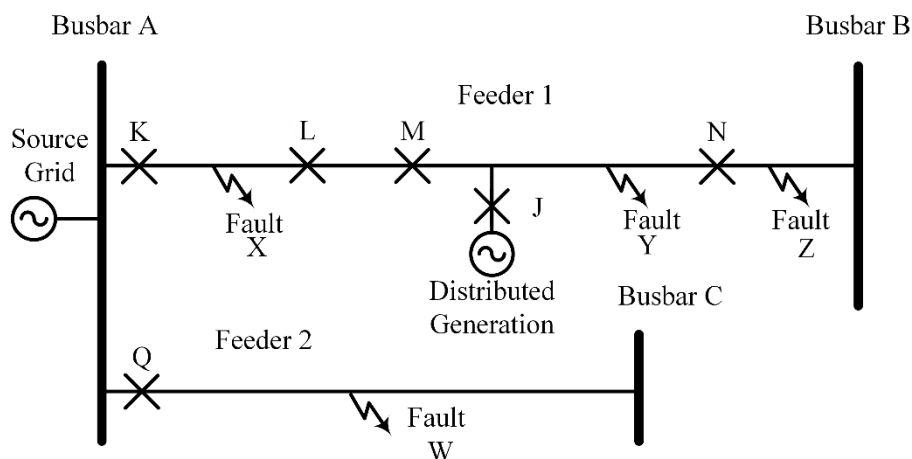 Busbar A
Busbar B
Feeder 1
K
L
M
N
Source
Grid
J
Fault
X
Fault
Y
Fault
Z
Distributed
Generation
Busbar C
Feeder 2
Q
Fault
W